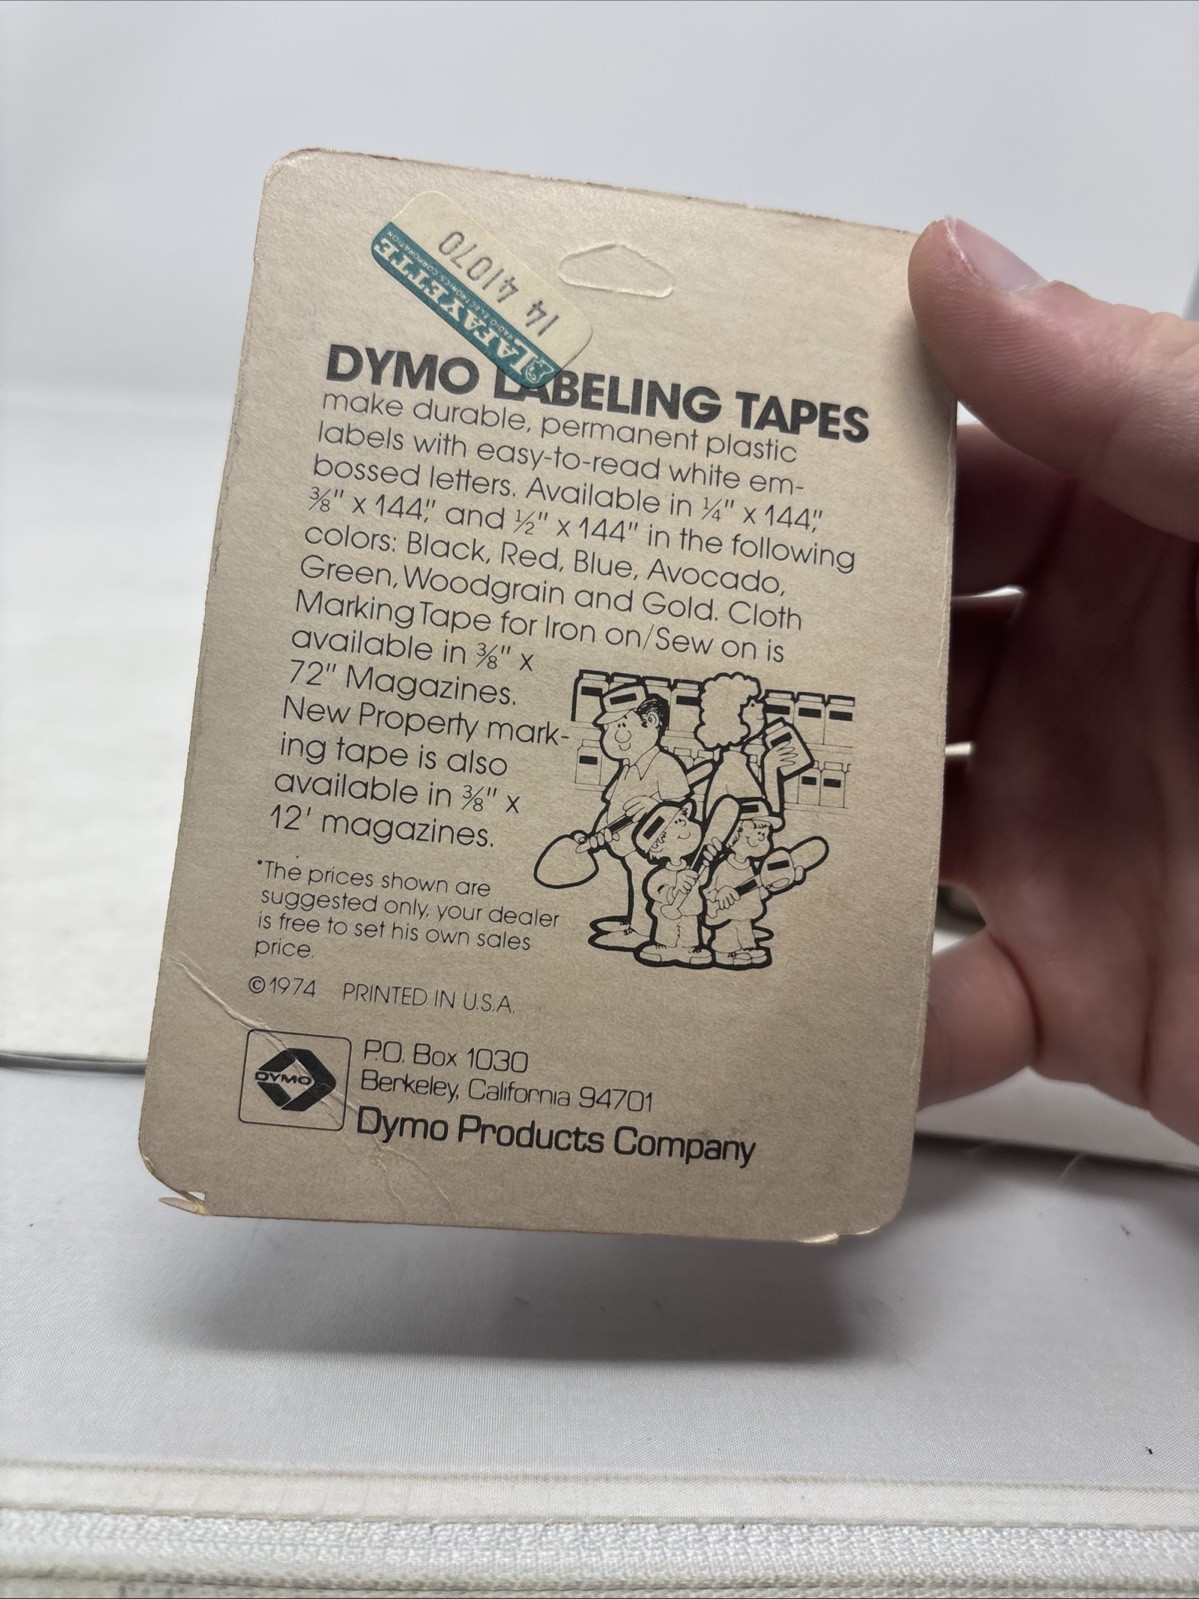 14 41070
LAFAYETTE
RADIO ELECTRONICS CORPORATION
DYMO LABELING TAPES
make durable, permanent plastic
labels with easy-to-read white em-
bossed letters. Available in ¼" x 144",
⅜" x 144", and ½" x 144" in the following
colors: Black, Red, Blue, Avocado,
Green, Woodgrain and Gold. Cloth
Marking Tape for Iron on/Sew on is
available in ⅜" x
72" Magazines.
New Property mark-
ing tape is also
available in ⅜" x
12' magazines.
*The prices shown are
suggested only, your dealer
is free to set his own sales
price.
©1974 PRINTED IN U.S.A.
DYMO
P.O. Box 1030
Berkeley, California 94701
Dymo Products Company